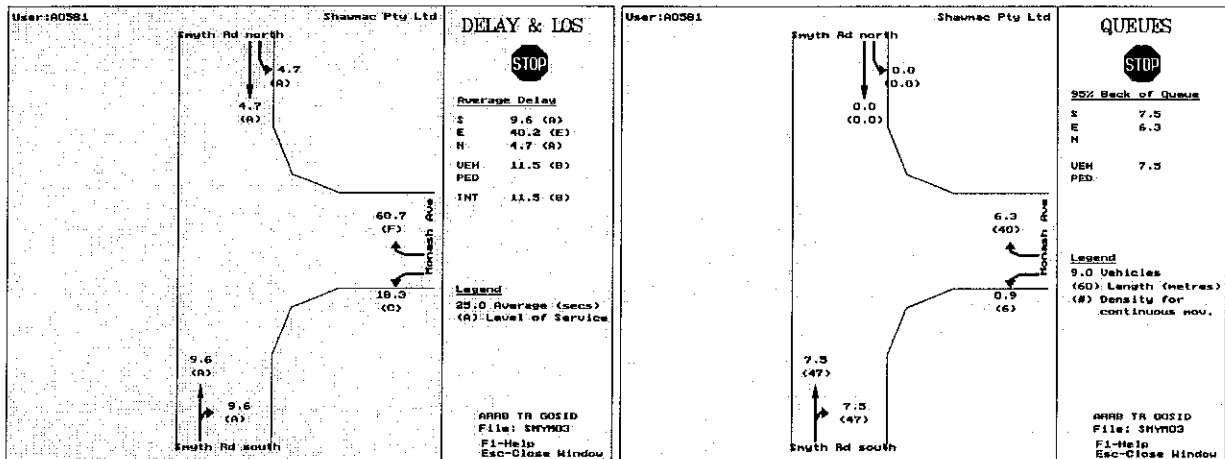 User:A0581
Shawmac Pty Ltd
DELAY & LOS
STOP
Smyth Rd north
4.7
(A)
4.7
(A)
Average Delay
S 9.6 (A)
E 40.2 (E)
N 4.7 (A)
VEH 11.5 (B)
PED
INT 11.5 (B)
60.7
(F)
Monash Ave
18.3
(C)
Legend
25.0 Average (secs)
(A) Level of Service
9.6
(A)
9.6
(A)
Smyth Rd south
ARRB TR GOSID
File: SMYM03
F1-Help
Esc-Close Window
User:A0581
Shawmac Pty Ltd
QUEUES
STOP
Smyth Rd north
0.0
(0.0)
0.0
(0.0)
95% Back of Queue
S 7.5
E 6.3
N
VEH 7.5
PED
6.3
(40)
Monash Ave
0.9
(6)
Legend
9.0 Vehicles
(60) Length (metres)
(#) Density for
continuous mov.
7.5
(47)
7.5
(47)
Smyth Rd south
ARRB TR GOSID
File: SMYM03
F1-Help
Esc-Close Window